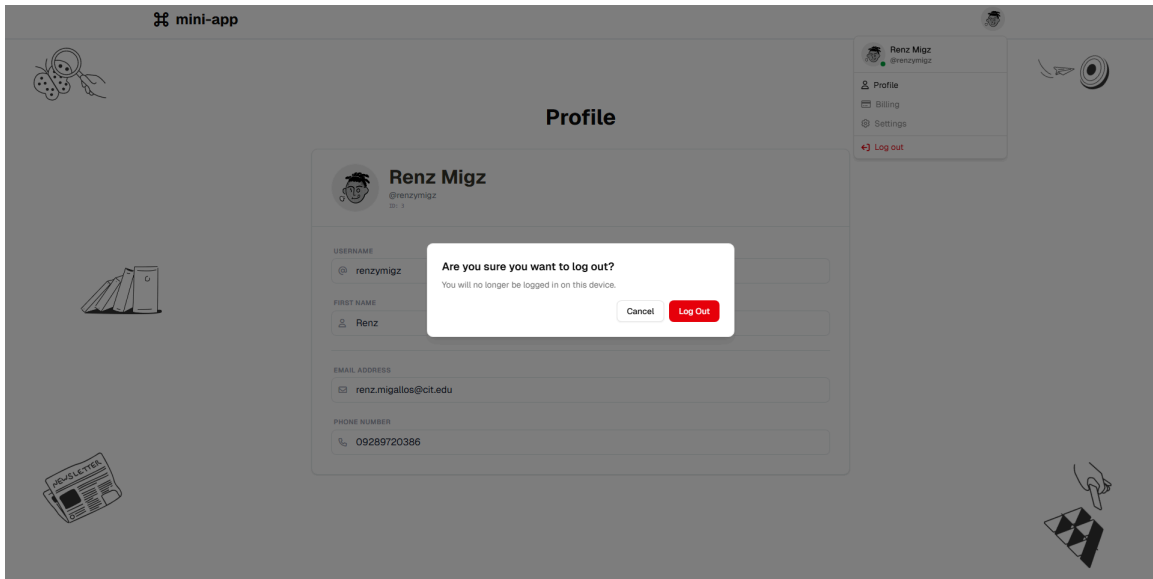 mini-app
Renz Migz
@renzymigz
Profile
Billing
Settings
Log out
Profile
Renz Migz
@renzymigz
USERNAME
renzymigz
FIRST NAME
Renz
Are you sure you want to log out?
You will no longer be logged in on this device.
Cancel
Log Out
EMAIL ADDRESS
renz.migallos@cit.edu
PHONE NUMBER
09289720386
NEWSLETTER